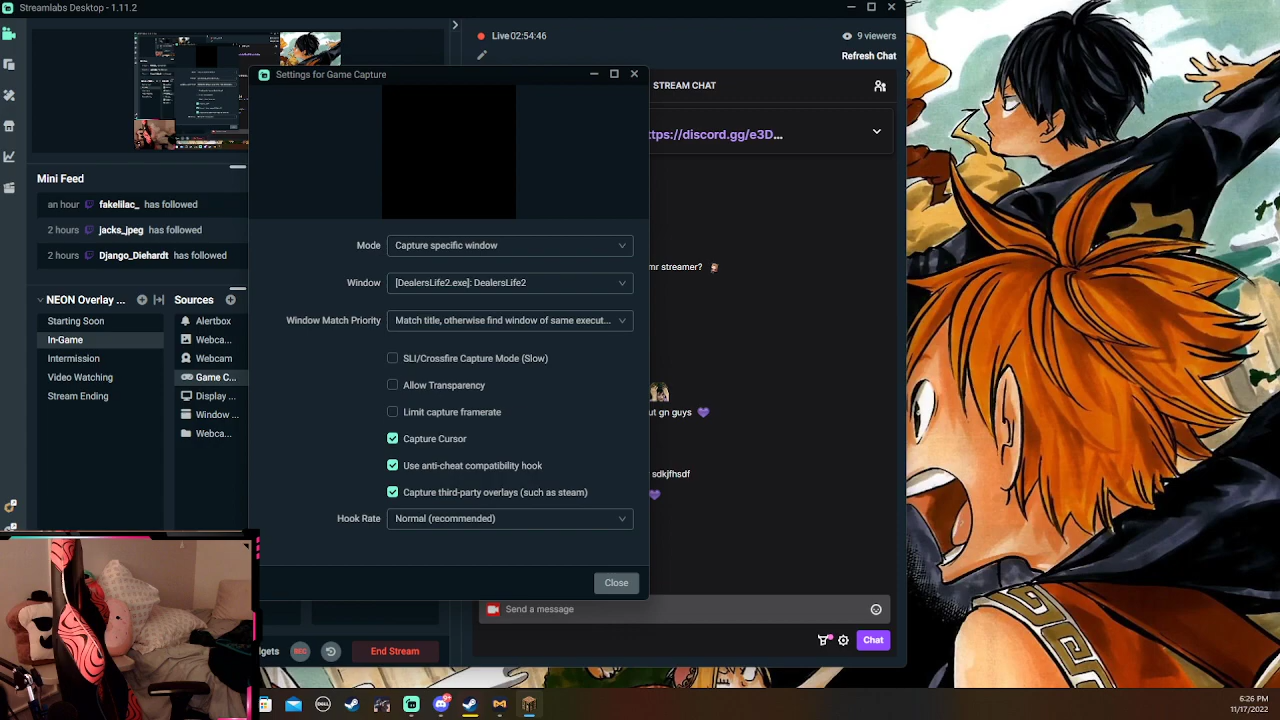 Streamlabs Desktop - 1.11.2
Live 02:54:46
9 viewers
Refresh Chat
Settings for Game Capture
STREAM CHAT
ttps://discord.gg/e3D...
Mini Feed
an hour fakelilac_ has followed
2 hours jacks_jpeg has followed
2 hours Django_Diehardt has followed
Mode Capture specific window
Window [DealersLife2.exe]: DealersLife2
Window Match Priority Match title, otherwise find window of same execut...
SLI/Crossfire Capture Mode (Slow)
Allow Transparency
Limit capture framerate
Capture Cursor
Use anti-cheat compatibility hook
Capture third-party overlays (such as steam)
Hook Rate Normal (recommended)
Close
NEON Overlay ...
Starting Soon
In-Game
Intermission
Video Watching
Stream Ending
Sources
Alertbox
Webca...
Webcam
Game C...
Display ...
Window ...
Webca...
mr streamer?
ut gn guys
sdkjfhsdf
Send a message
Chat
dgets
REC
End Stream
DELL
6:26 PM
11/17/2022